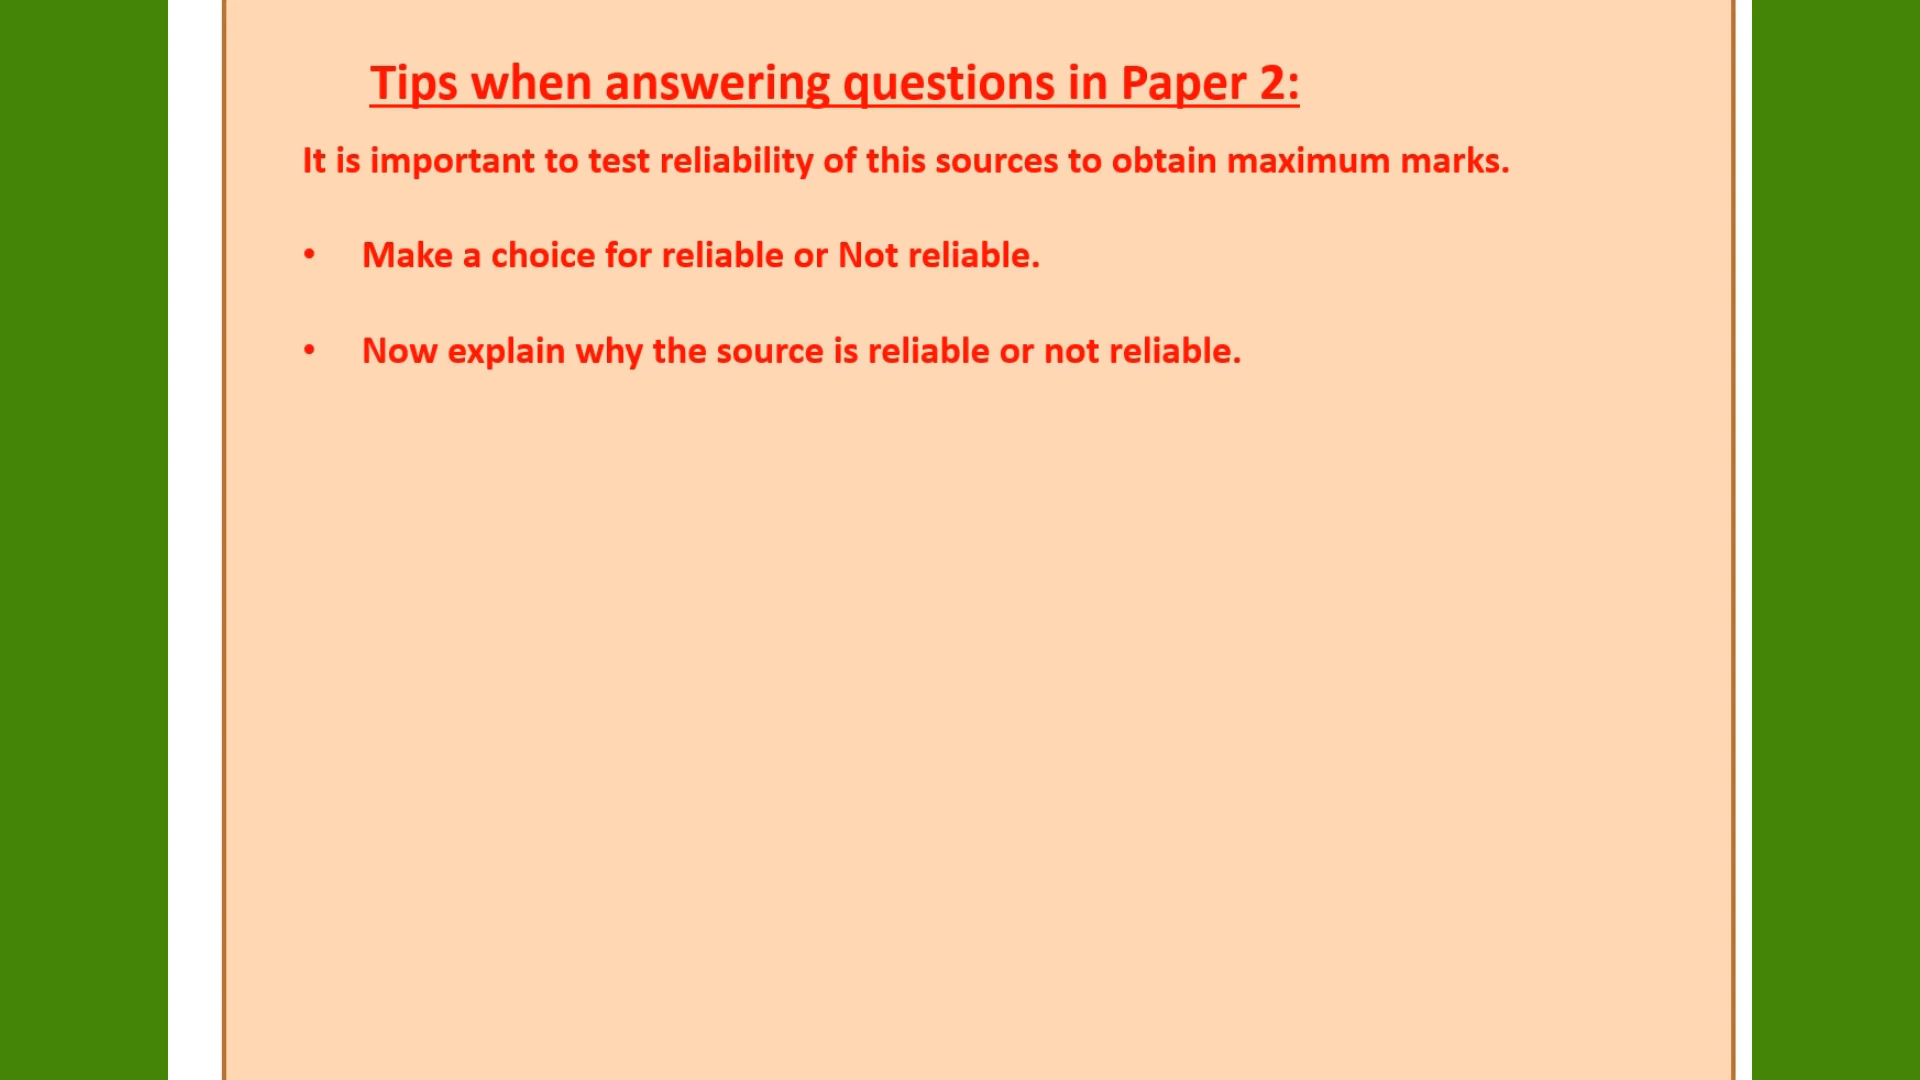 Tips when answering questions in Paper 2:
It is important to test reliability of this sources to obtain maximum marks.
• Make a choice for reliable or Not reliable.
• Now explain why the source is reliable or not reliable.